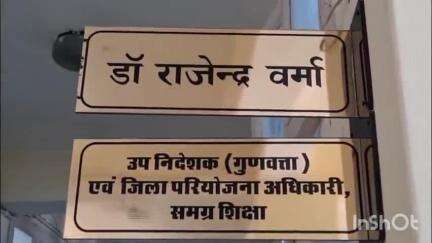 डॉ राजेन्द्र वर्मा
उप निदेशक (गुणवत्ता)
एवं जिला परियोजना अधिकारी,
समग्र शिक्षा
InShOt